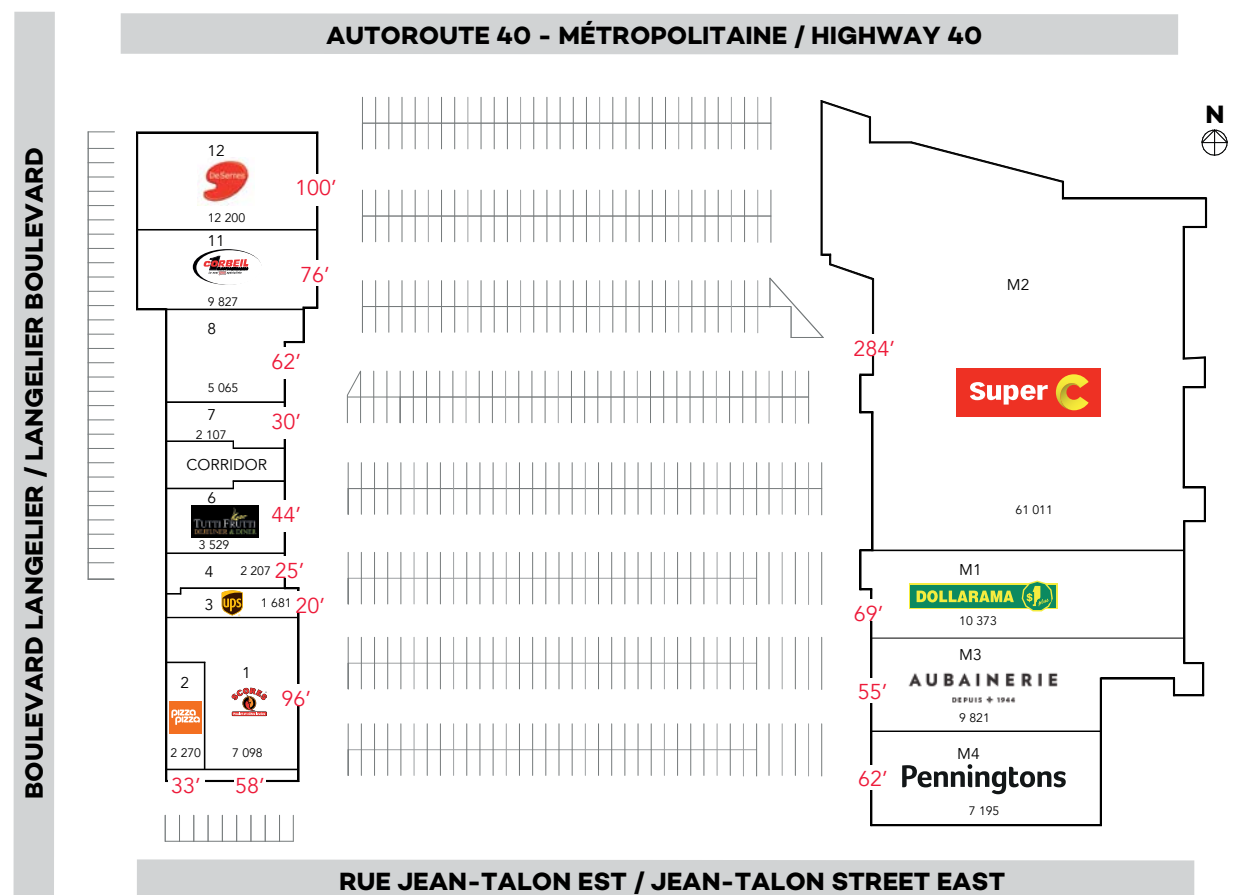 AUTOROUTE 40 - MÉTROPOLITAINE / HIGHWAY 40
BOULEVARD LANGELIER / LANGELIER BOULEVARD
N
12
DeSerres
12 200
100’
11
CORBEIL
9 827
76’
8
5 065
62’
7
2 107
30’
CORRIDOR
6
TUTTI FRUTTI
DÉJEUNER & DÎNER
3 529
44’
4
2 207
25’
3
ups
1 681
20’
2
pizza
pizza
2 270
33’
1
SCORES
7 098
96’
58’
M2
284’
Super C
61 011
M1
DOLLARAMA $1 plus
10 373
69’
M3
AUBAINERIE
DEPUIS + 1944
9 821
55’
M4
Penningtons
7 195
62’
RUE JEAN-TALON EST / JEAN-TALON STREET EAST